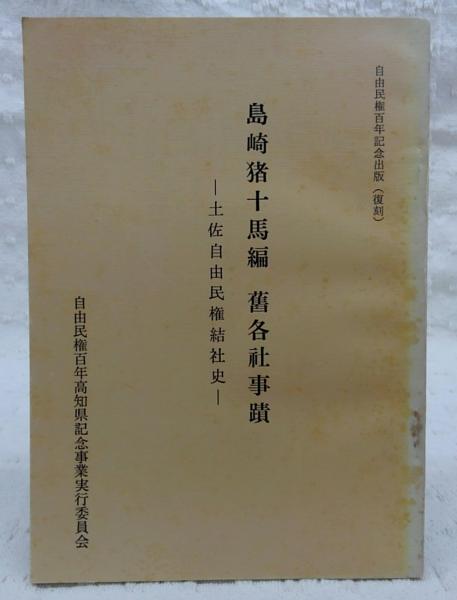 自由民権百年記念出版（復刻）
島崎猪十馬編　舊各社事蹟
―土佐自由民権結社史―
自由民権百年高知県記念事業実行委員会